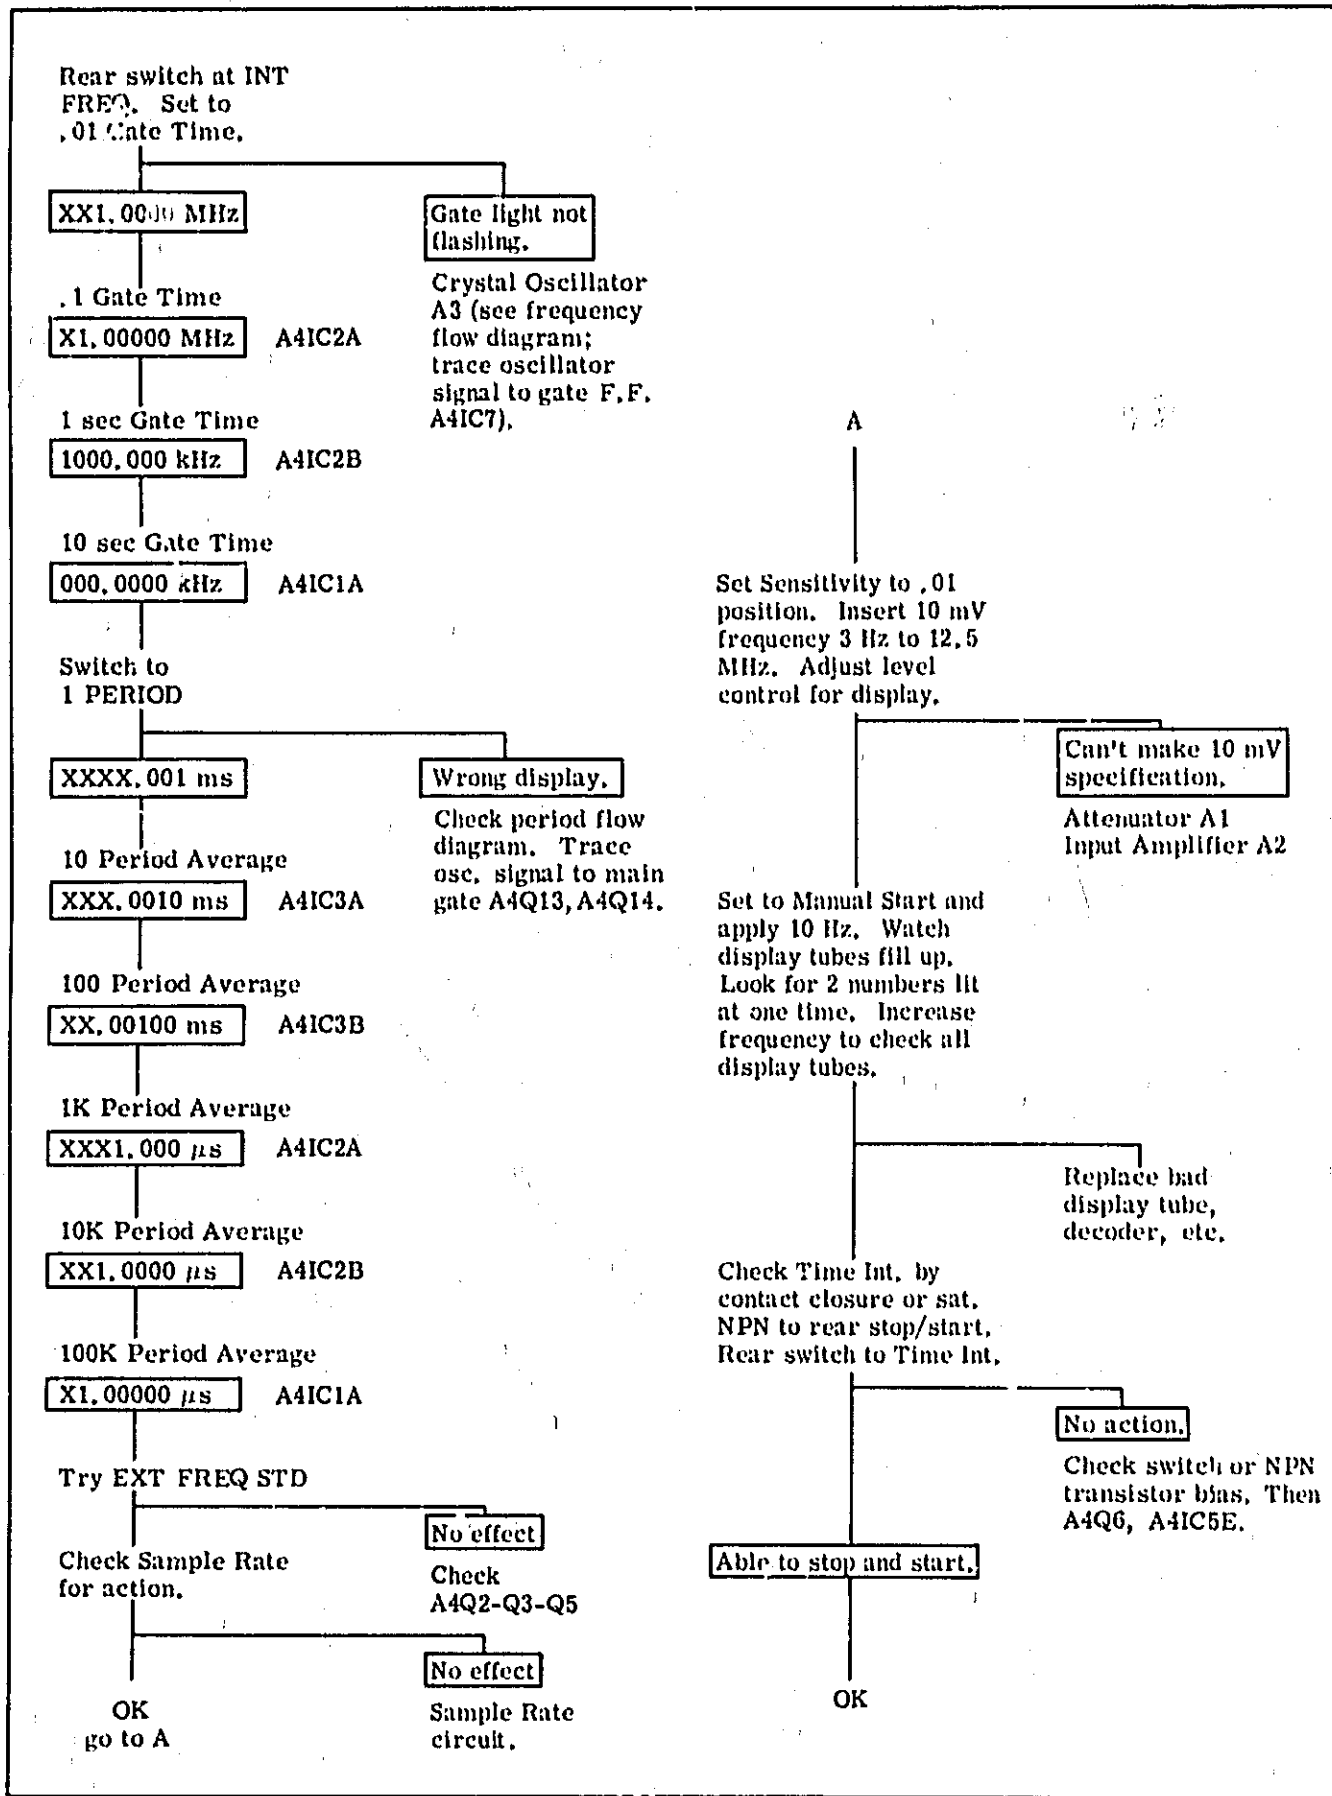 Rear switch at INT
FREQ. Set to
.01 Gate Time.
XX1.0000 MHz
Gate light not
flashing.
Crystal Oscillator
A3 (see frequency
flow diagram;
trace oscillator
signal to gate F.F.
A4IC7).
.1 Gate Time
X1.00000 MHz
A4IC2A
1 sec Gate Time
1000.000 kHz
A4IC2B
10 sec Gate Time
000.0000 kHz
A4IC1A
Switch to
1 PERIOD
XXXX.001 ms
Wrong display.
Check period flow
diagram. Trace
osc. signal to main
gate A4Q13, A4Q14.
10 Period Average
XXX.0010 ms
A4IC3A
100 Period Average
XX.00100 ms
A4IC3B
1K Period Average
XXX1.000 μs
A4IC2A
10K Period Average
XX1.0000 μs
A4IC2B
100K Period Average
X1.00000 μs
A4IC1A
Try EXT FREQ STD
No effect
Check
A4Q2-Q3-Q5
Check Sample Rate
for action.
No effect
Sample Rate
circuit.
OK
go to A
A
Set Sensitivity to .01
position. Insert 10 mV
frequency 3 Hz to 12.5
MHz. Adjust level
control for display.
Can't make 10 mV
specification.
Attenuator A1
Input Amplifier A2
Set to Manual Start and
apply 10 Hz. Watch
display tubes fill up.
Look for 2 numbers lit
at one time. Increase
frequency to check all
display tubes.
Replace bad
display tube,
decoder, etc.
Check Time Int. by
contact closure or sat.
NPN to rear stop/start.
Rear switch to Time Int.
No action.
Check switch or NPN
transistor bias. Then
A4Q6, A4IC5E.
Able to stop and start.
OK